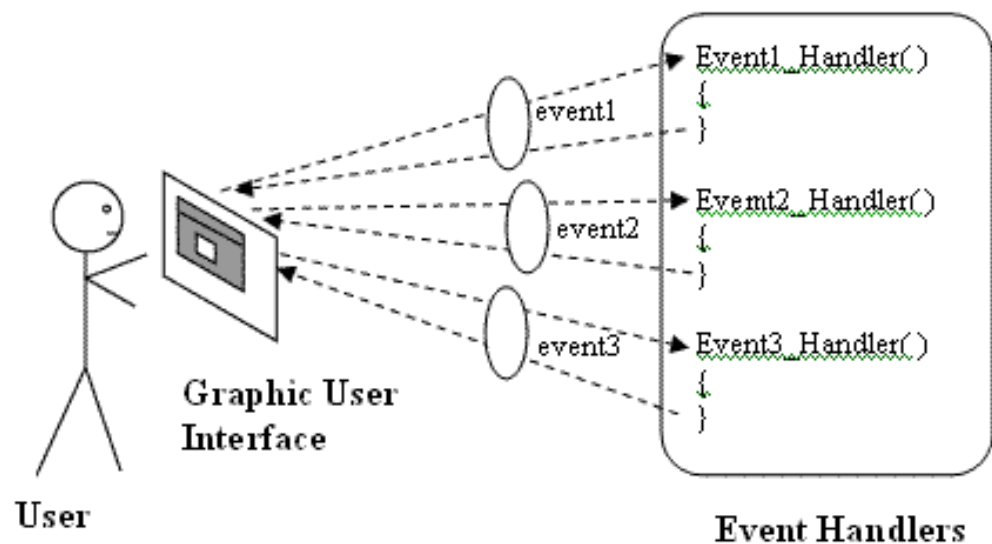 Event1_Handler()
{
}
event1
Evemt2_Handler()
{
}
event2
Event3_Handler()
{
}
event3
Graphic User
Interface
User
Event Handlers